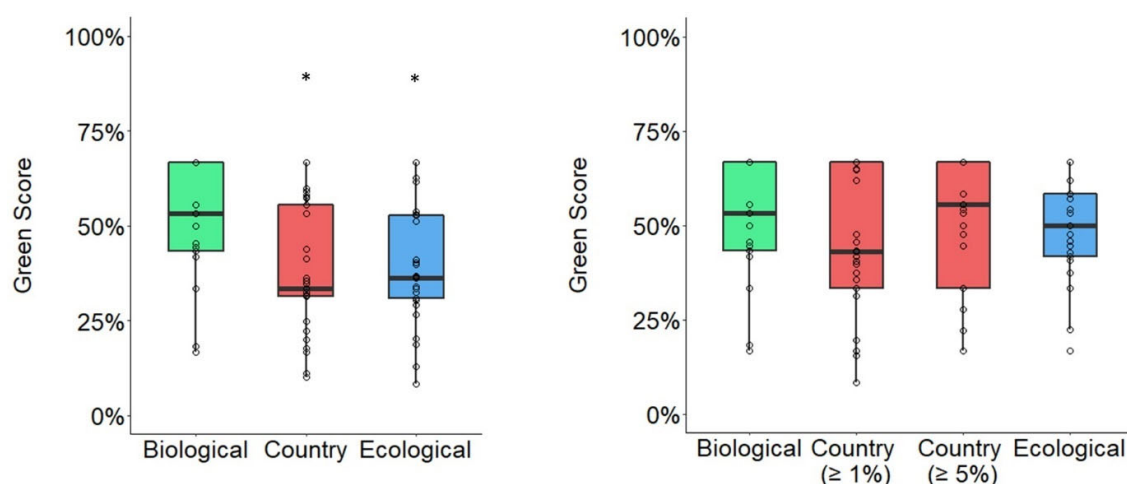 100%
75%
50%
25%
0%
Green Score
*
*
Biological Country Ecological
100%
75%
50%
25%
0%
Green Score
Biological Country Country Ecological
(≥ 1%) (≥ 5%)